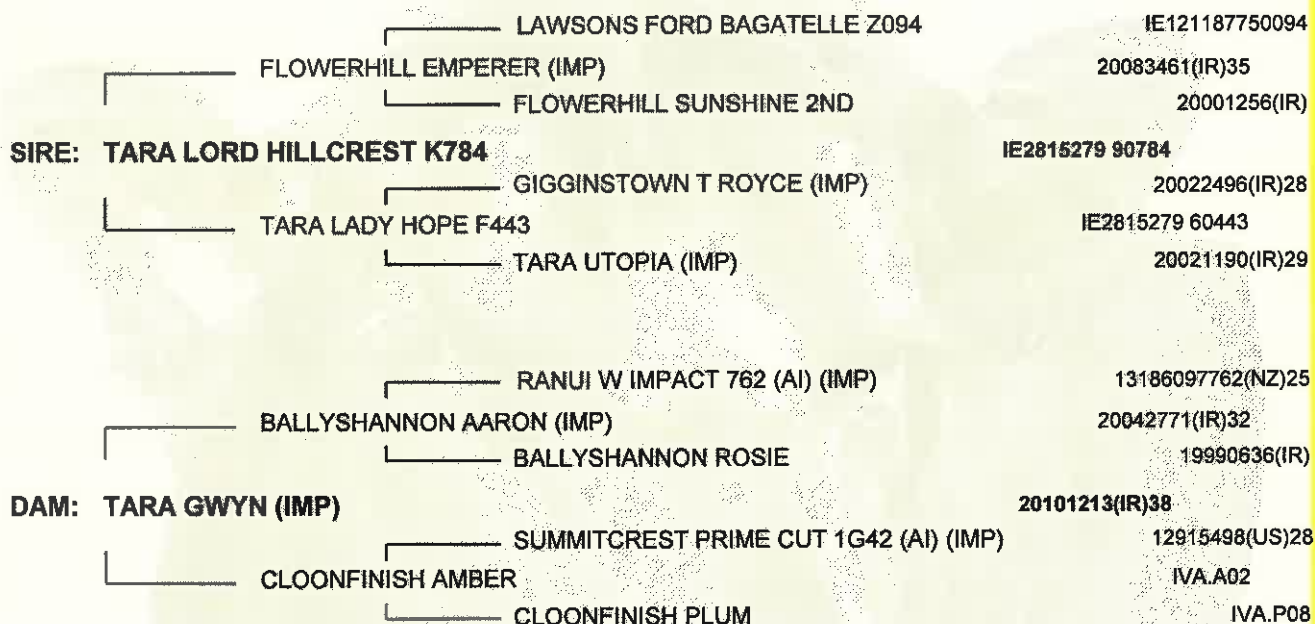 LAWSONS FORD BAGATELLE Z094 IE121187750094
FLOWERHILL EMPERER (IMP) 20083461(IR)35
FLOWERHILL SUNSHINE 2ND 20001256(IR)
SIRE: TARA LORD HILLCREST K784 IE2815279 90784
GIGGINSTOWN T ROYCE (IMP) 20022496(IR)28
TARA LADY HOPE F443 IE2815279 60443
TARA UTOPIA (IMP) 20021190(IR)29
RANUI W IMPACT 762 (AI) (IMP) 13186097762(NZ)25
BALLYSHANNON AARON (IMP) 20042771(IR)32
BALLYSHANNON ROSIE 19990636(IR)
DAM: TARA GWYN (IMP) 20101213(IR)38
SUMMITCREST PRIME CUT 1G42 (AI) (IMP) 12915498(US)28
CLOONFINISH AMBER IVA.A02
CLOONFINISH PLUM IVA.P08